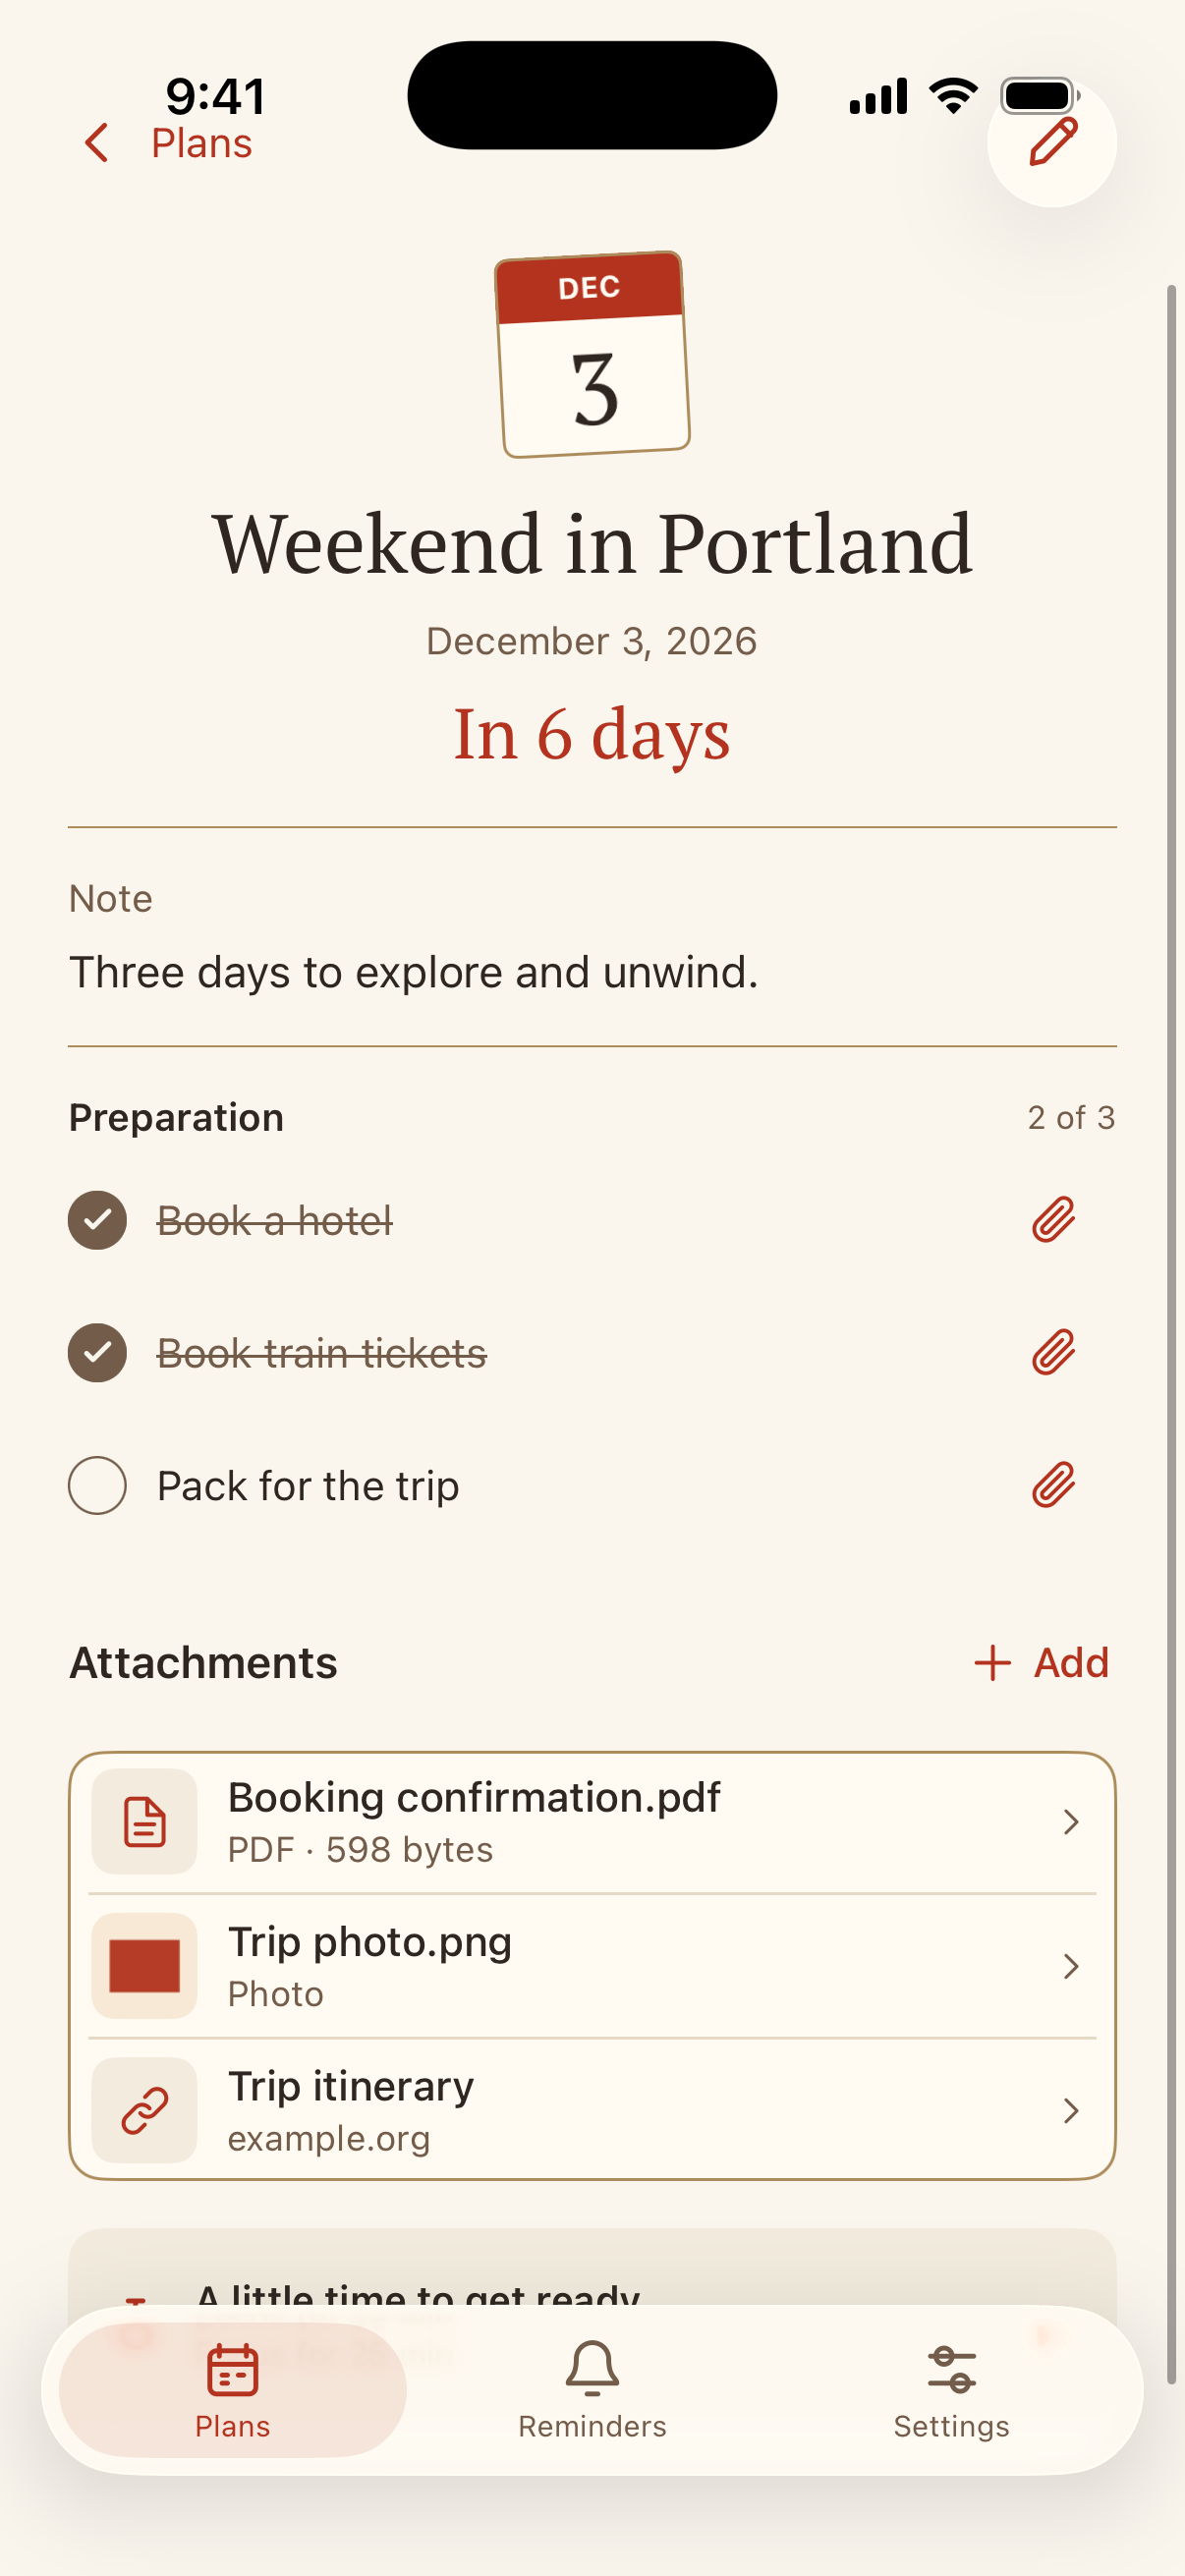 9:41
Plans
DEC
3
Weekend in Portland
December 3, 2026
In 6 days
Note
Three days to explore and unwind.
Preparation
2 of 3
Book a hotel
Book train tickets
Pack for the trip
Attachments
Add
Booking confirmation.pdf
PDF · 598 bytes
Trip photo.png
Photo
Trip itinerary
example.org
A little time to get ready
Plans
Reminders
Settings